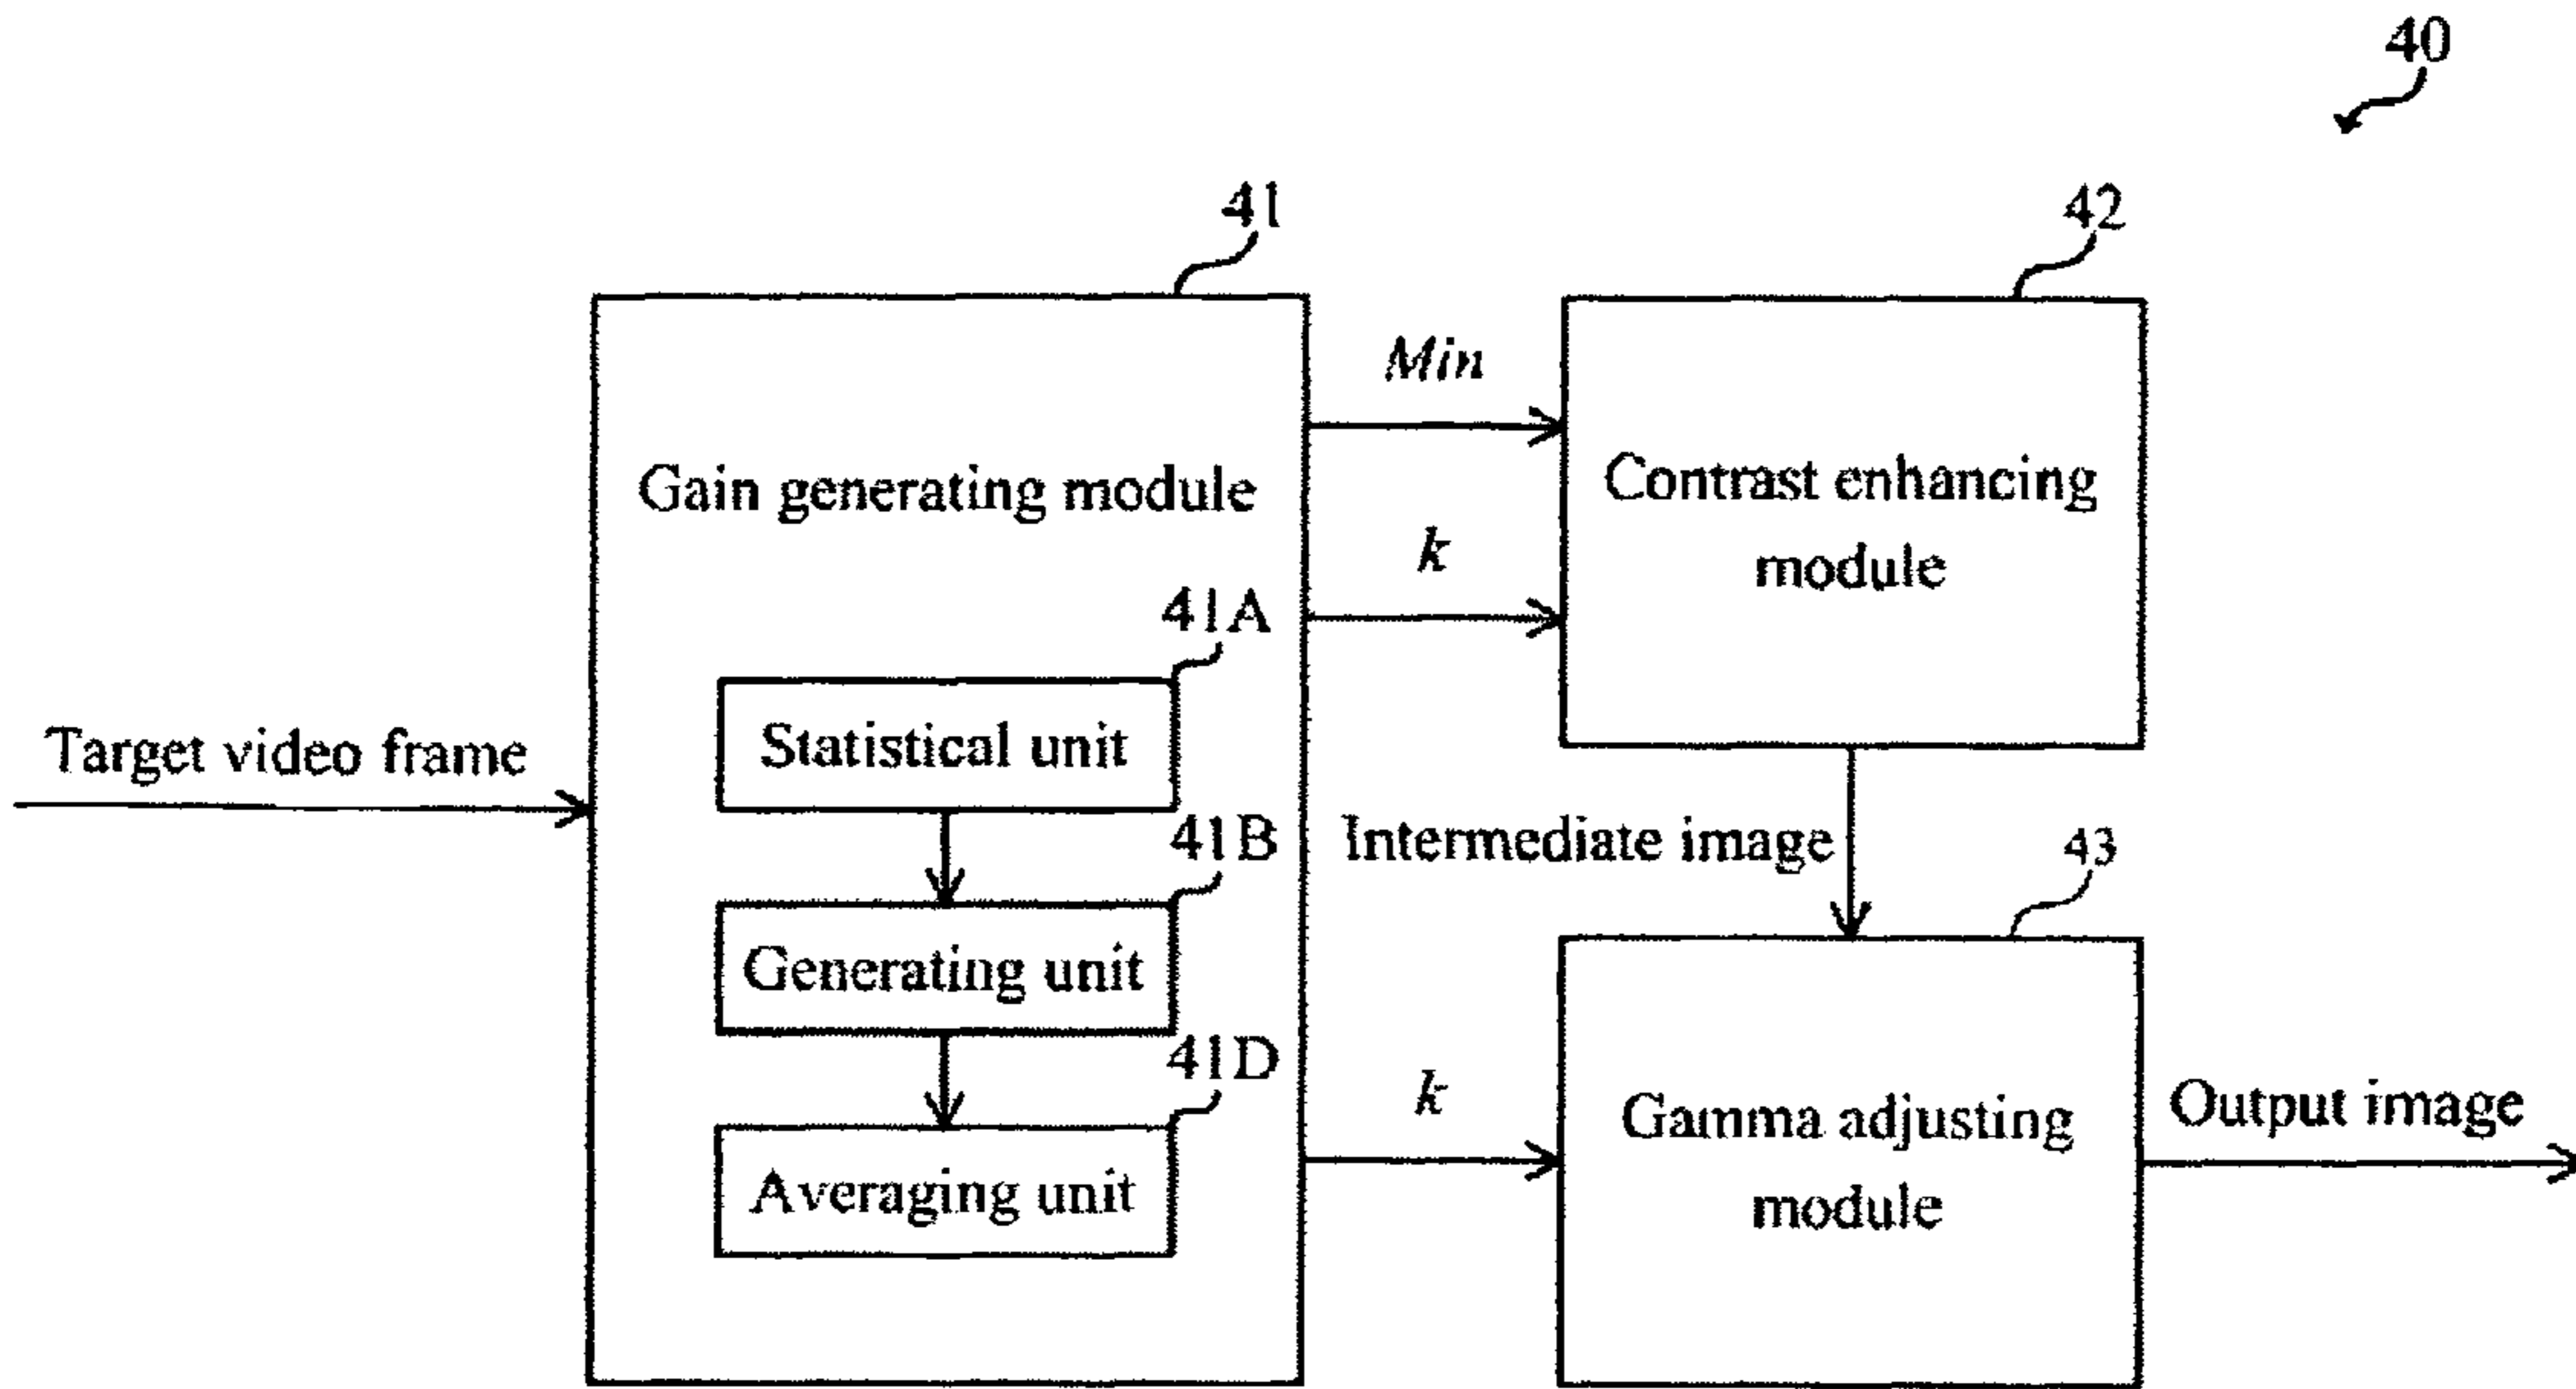 40
41
42
Min
Gain generating module
Contrast enhancing
module
k
41A
Statistical unit
Target video frame
41B
Intermediate image
43
Generating unit
41D
k
Gamma adjusting
module
Output image
Averaging unit